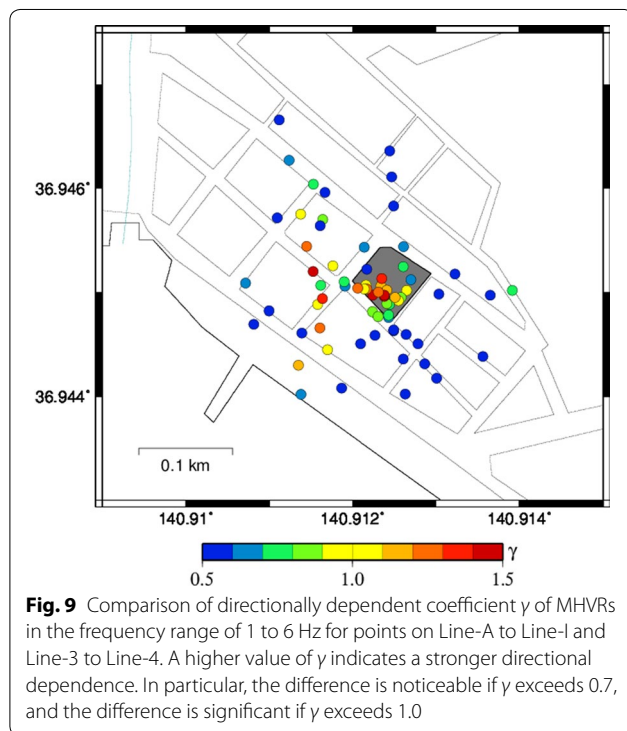 36.946°
36.944°
0.1 km
140.91°
140.912°
140.914°
γ
0.5
1.0
1.5
Fig. 9 Comparison of directionally dependent coefficient γ of MHVRs
in the frequency range of 1 to 6 Hz for points on Line-A to Line-I and
Line-3 to Line-4. A higher value of γ indicates a stronger directional
dependence. In particular, the difference is noticeable if γ exceeds 0.7,
and the difference is significant if γ exceeds 1.0